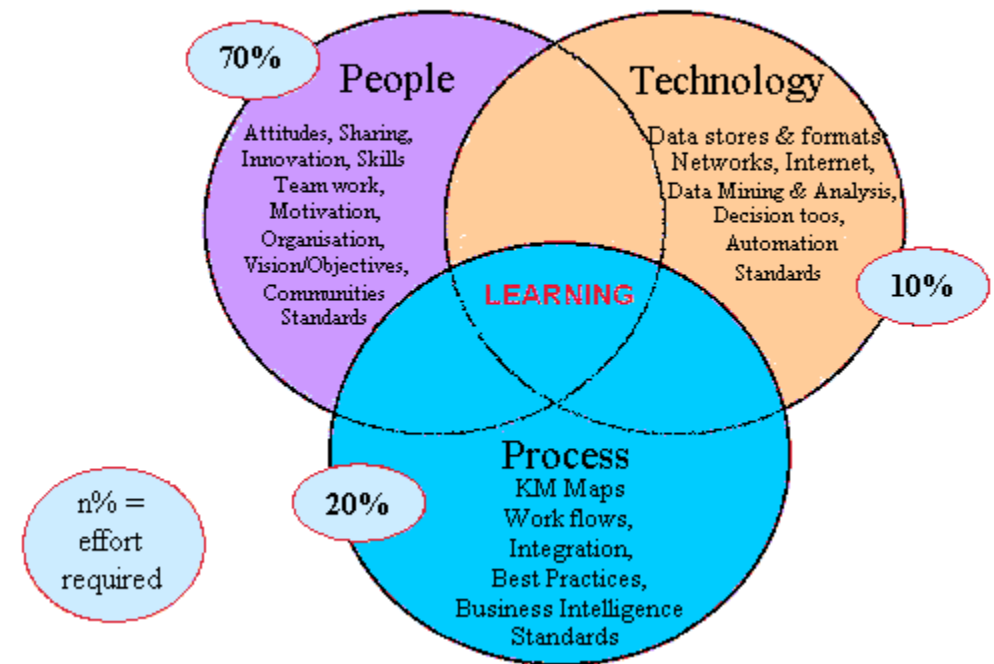 70%
People
Attitudes, Sharing,
Innovation, Skills
Team work,
Motivation,
Organisation,
Vision/Objectives,
Communities
Standards
Technology
Data stores & formats
Networks, Internet,
Data Mining & Analysis,
Decision toos,
Automation
Standards
10%
LEARNING
Process
KM Maps
Work flows,
Integration,
Best Practices,
Business Intelligence
Standards
20%
n% =
effort
required